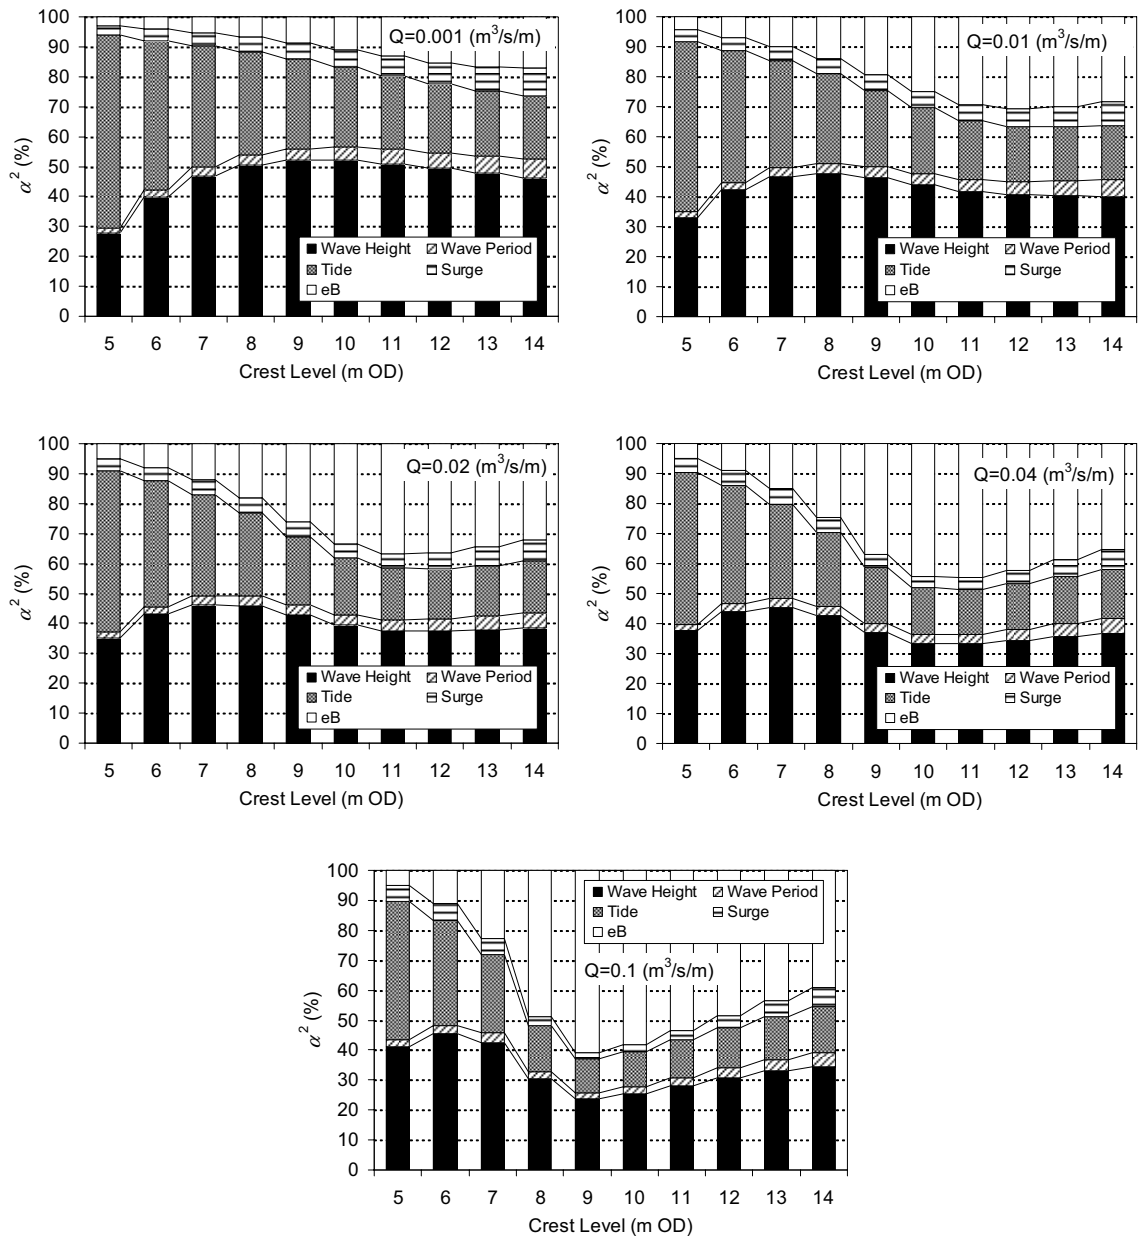 100
90
80
70
60
50
40
30
20
10
0
α² (%)
Q=0.001 (m³/s/m)
Wave Height Wave Period
Tide Surge
eB
5 6 7 8 9 10 11 12 13 14
Crest Level (m OD)
100
90
80
70
60
50
40
30
20
10
0
α² (%)
Q=0.01 (m³/s/m)
Wave Height Wave Period
Tide Surge
eB
5 6 7 8 9 10 11 12 13 14
Crest Level (m OD)
100
90
80
70
60
50
40
30
20
10
0
α² (%)
Q=0.02 (m³/s/m)
Wave Height Wave Period
Tide Surge
eB
5 6 7 8 9 10 11 12 13 14
Crest Level (m OD)
100
90
80
70
60
50
40
30
20
10
0
α² (%)
Q=0.04 (m³/s/m)
Wave Height Wave Period
Tide Surge
eB
5 6 7 8 9 10 11 12 13 14
Crest Level (m OD)
100
90
80
70
60
50
40
30
20
10
0
α² (%)
Wave Height Wave Period
Tide Surge
eB
Q=0.1 (m³/s/m)
5 6 7 8 9 10 11 12 13 14
Crest Level (m OD)